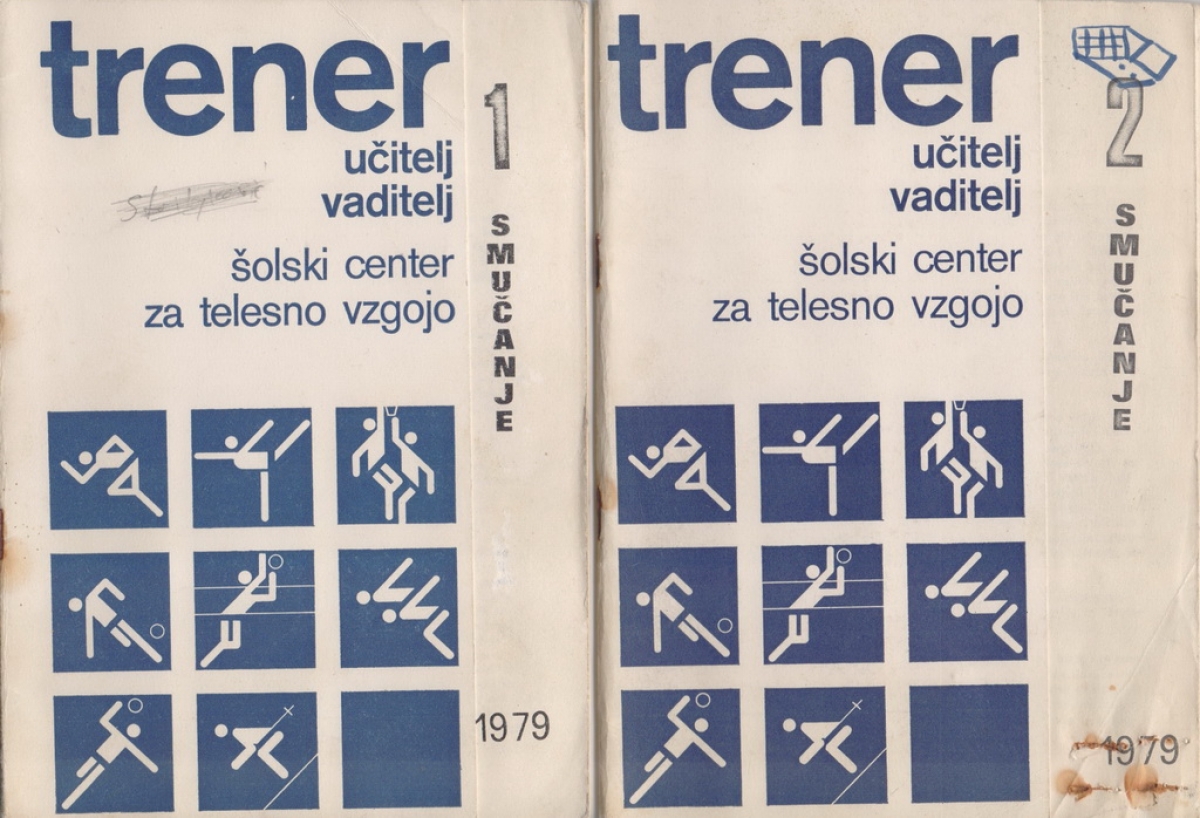 trener
učitelj
vaditelj
šolski center
za telesno vzgojo
1
SMUČANJE
1979
trener
učitelj
vaditelj
šolski center
za telesno vzgojo
2
SMUČANJE
1979